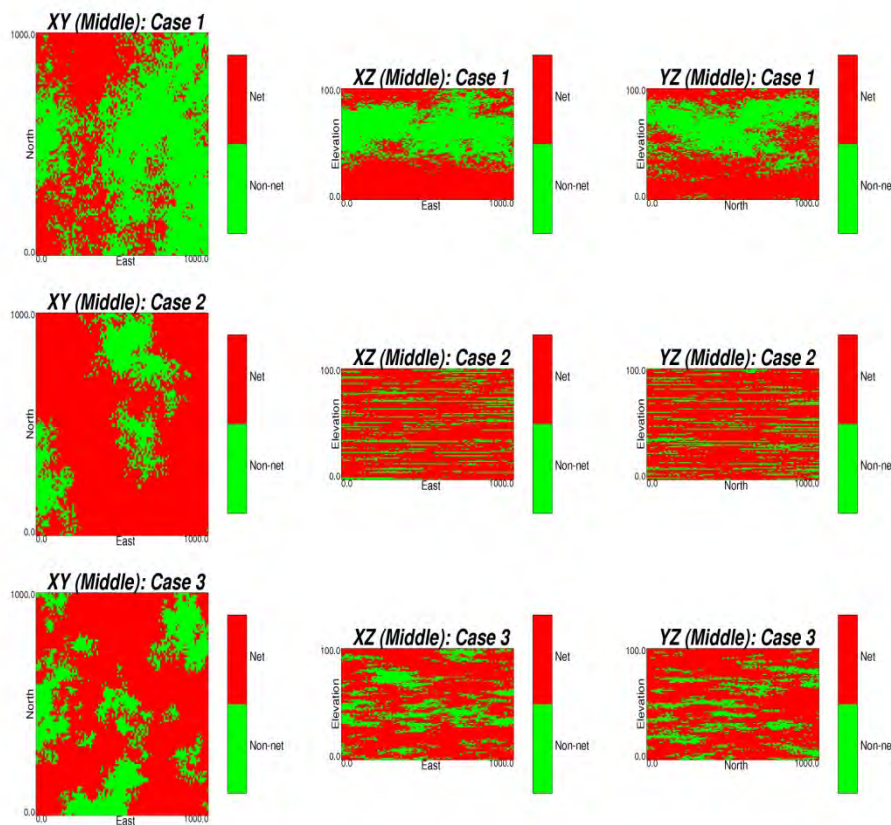 XY (Middle): Case 1
1000.0
North
0.0
0.0
East
1000.0
Net
Non-net
XZ (Middle): Case 1
100.0
Elevation
0.0
0.0
East
1000.0
Net
Non-net
YZ (Middle): Case 1
100.0
Elevation
0.0
0.0
North
1000.0
Net
Non-net
XY (Middle): Case 2
1000.0
North
0.0
0.0
East
1000.0
Net
Non-net
XZ (Middle): Case 2
100.0
Elevation
0.0
0.0
East
1000.0
Net
Non-net
YZ (Middle): Case 2
100.0
Elevation
0.0
0.0
North
1000.0
Net
Non-net
XY (Middle): Case 3
1000.0
North
0.0
0.0
East
1000.0
Net
Non-net
XZ (Middle): Case 3
100.0
Elevation
0.0
0.0
East
1000.0
Net
Non-net
YZ (Middle): Case 3
100.0
Elevation
0.0
0.0
North
1000.0
Net
Non-net